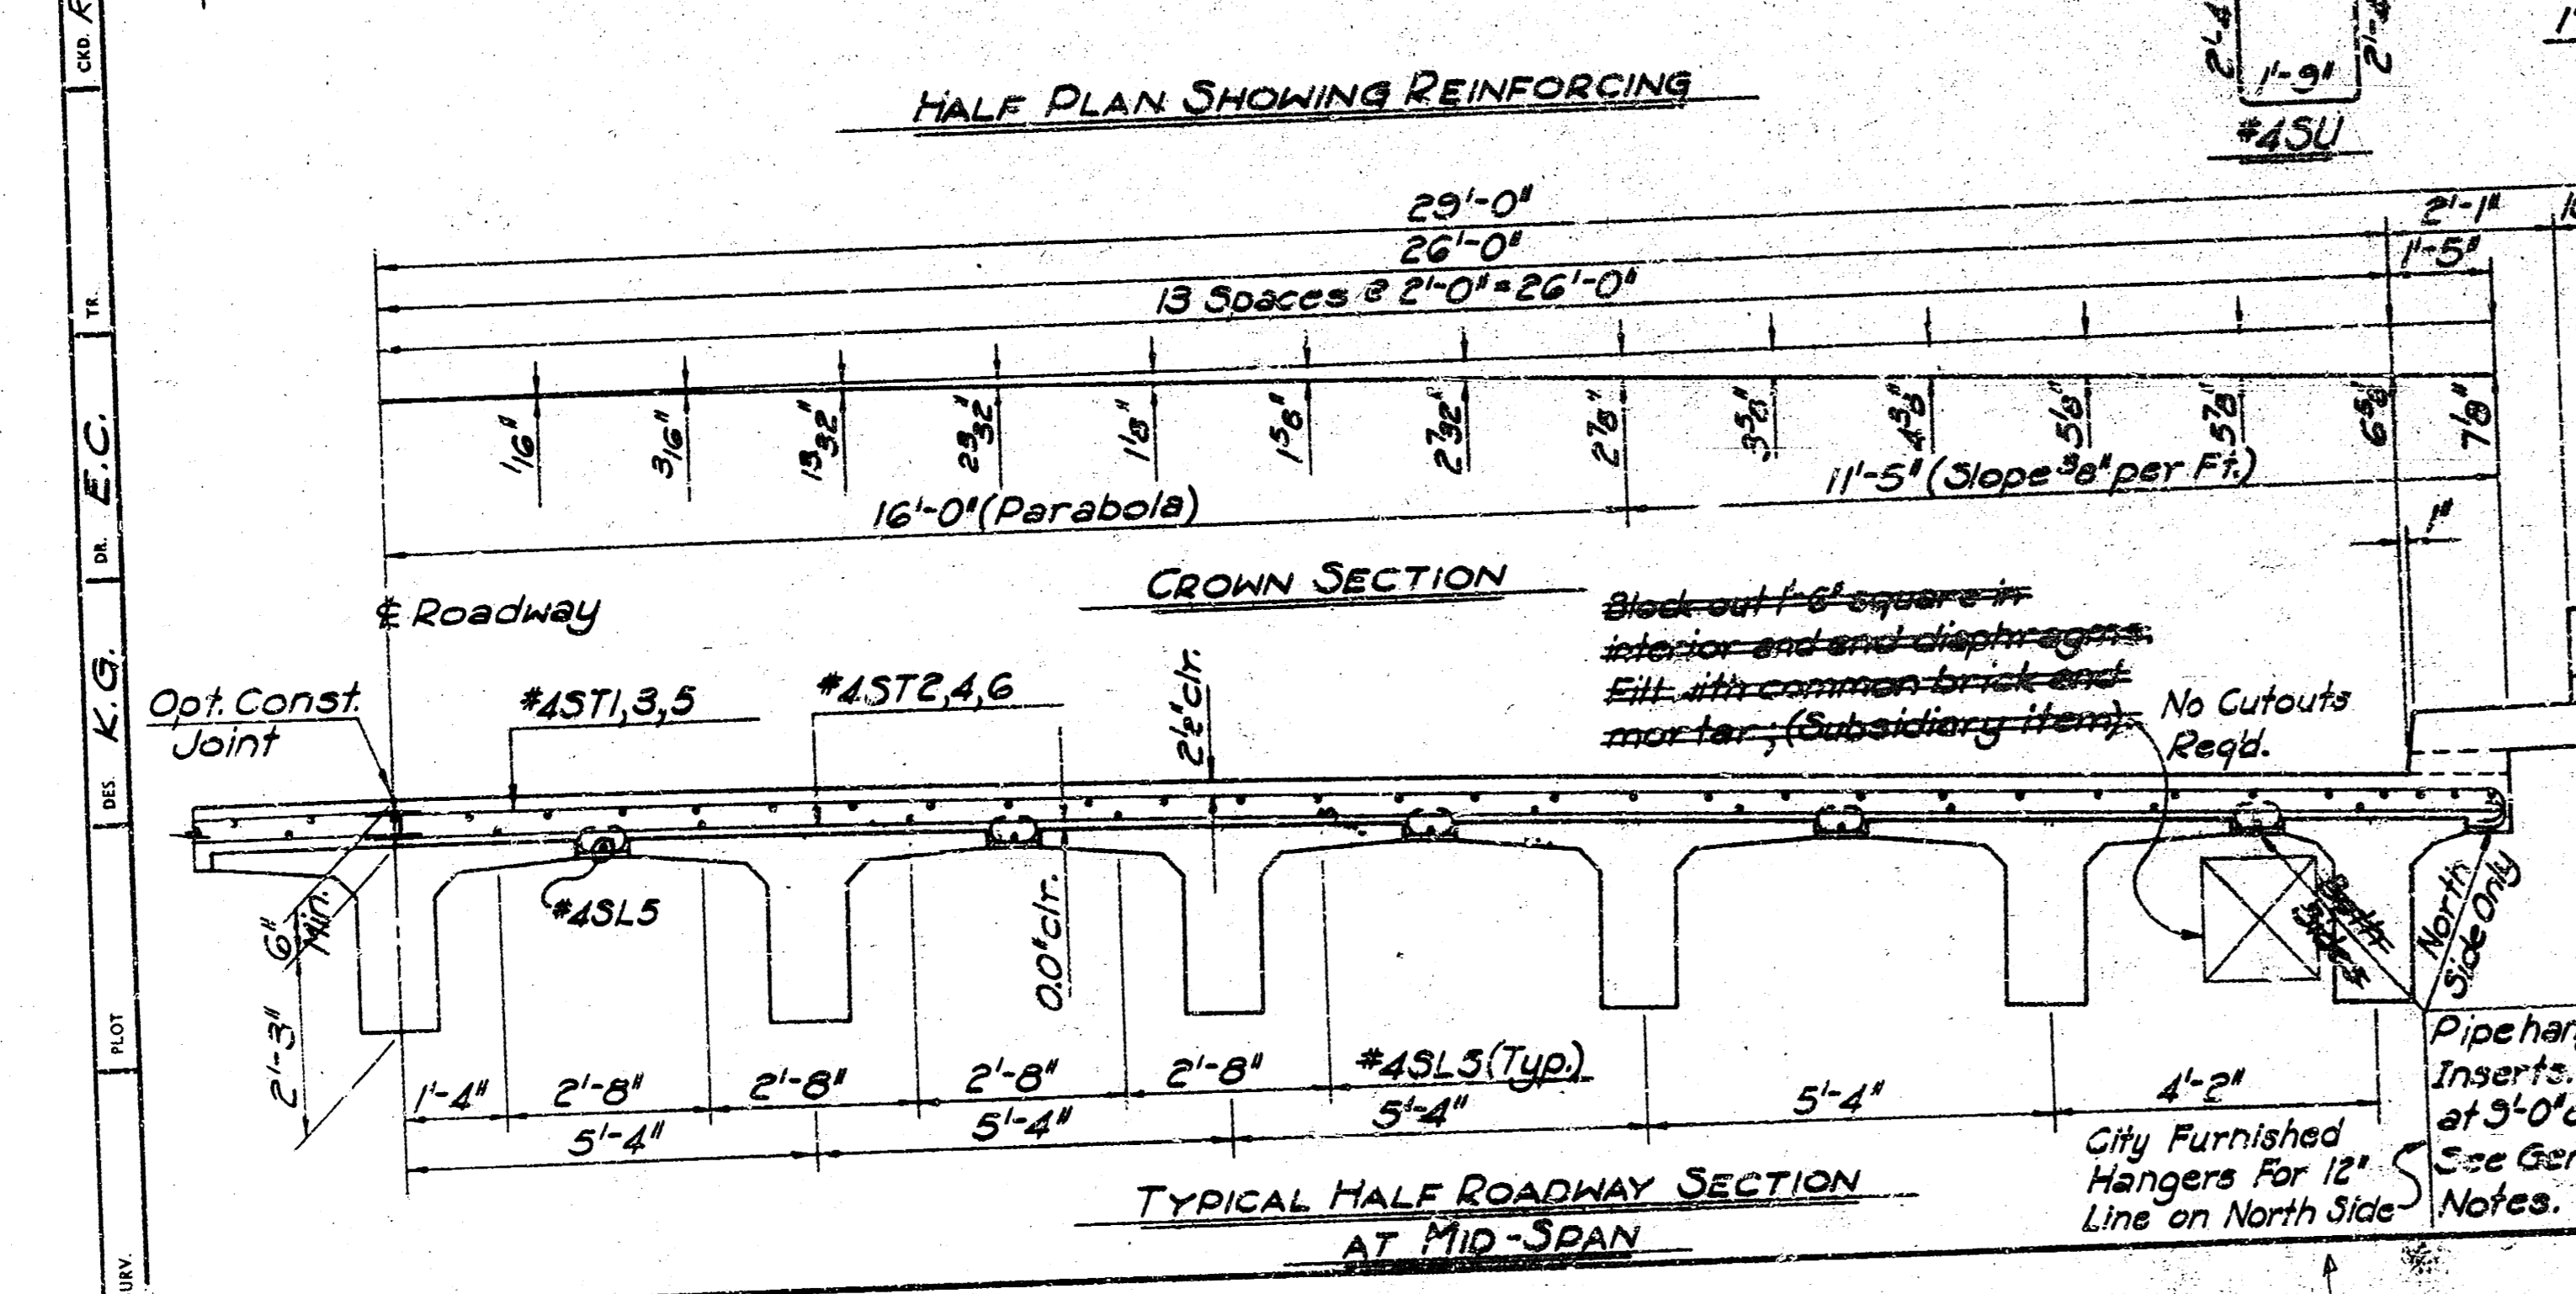 CKD.
TR.
DR. E.C.
DES. K.G.
PLOT
URV.
HALF PLAN SHOWING REINFORCING
2'-4
1'-9"
2'-4
#4SU
29'-0"
2'-1"
26'-0"
1'-5"
13 Spaces @ 2'-0" = 26'-0"
1/16"
3/16"
13/32"
23/32"
1 1/8"
1 5/8"
2 7/32"
2 7/8"
3 5/8"
4 3/8"
5 1/8"
5 7/8"
6 5/8"
7 1/8"
16'-0" (Parabola)
11'-5" (Slope 3/8" per Ft.)
1"
CROWN SECTION
℄ Roadway
Block out 1'-6" square in
interior and end diaphragms.
Fill with common brick and
mortar; (Subsidiary item).
No Cutouts
Req'd.
Opt. Const.
Joint
#4ST1,3,5
#4ST2,4,6
2 1/2" clr.
#4SL5
0.0" clr.
6"
Min.
2'-3"
North
Side Only
1'-4"
2'-8"
2'-8"
2'-8"
2'-8"
#4SL5 (Typ.)
5'-4"
5'-4"
5'-4"
5'-4"
4'-2"
City Furnished
Hangers For 12"
Line on North Side
Inserts.
See
Notes.
TYPICAL HALF ROADWAY SECTION
AT MID-SPAN